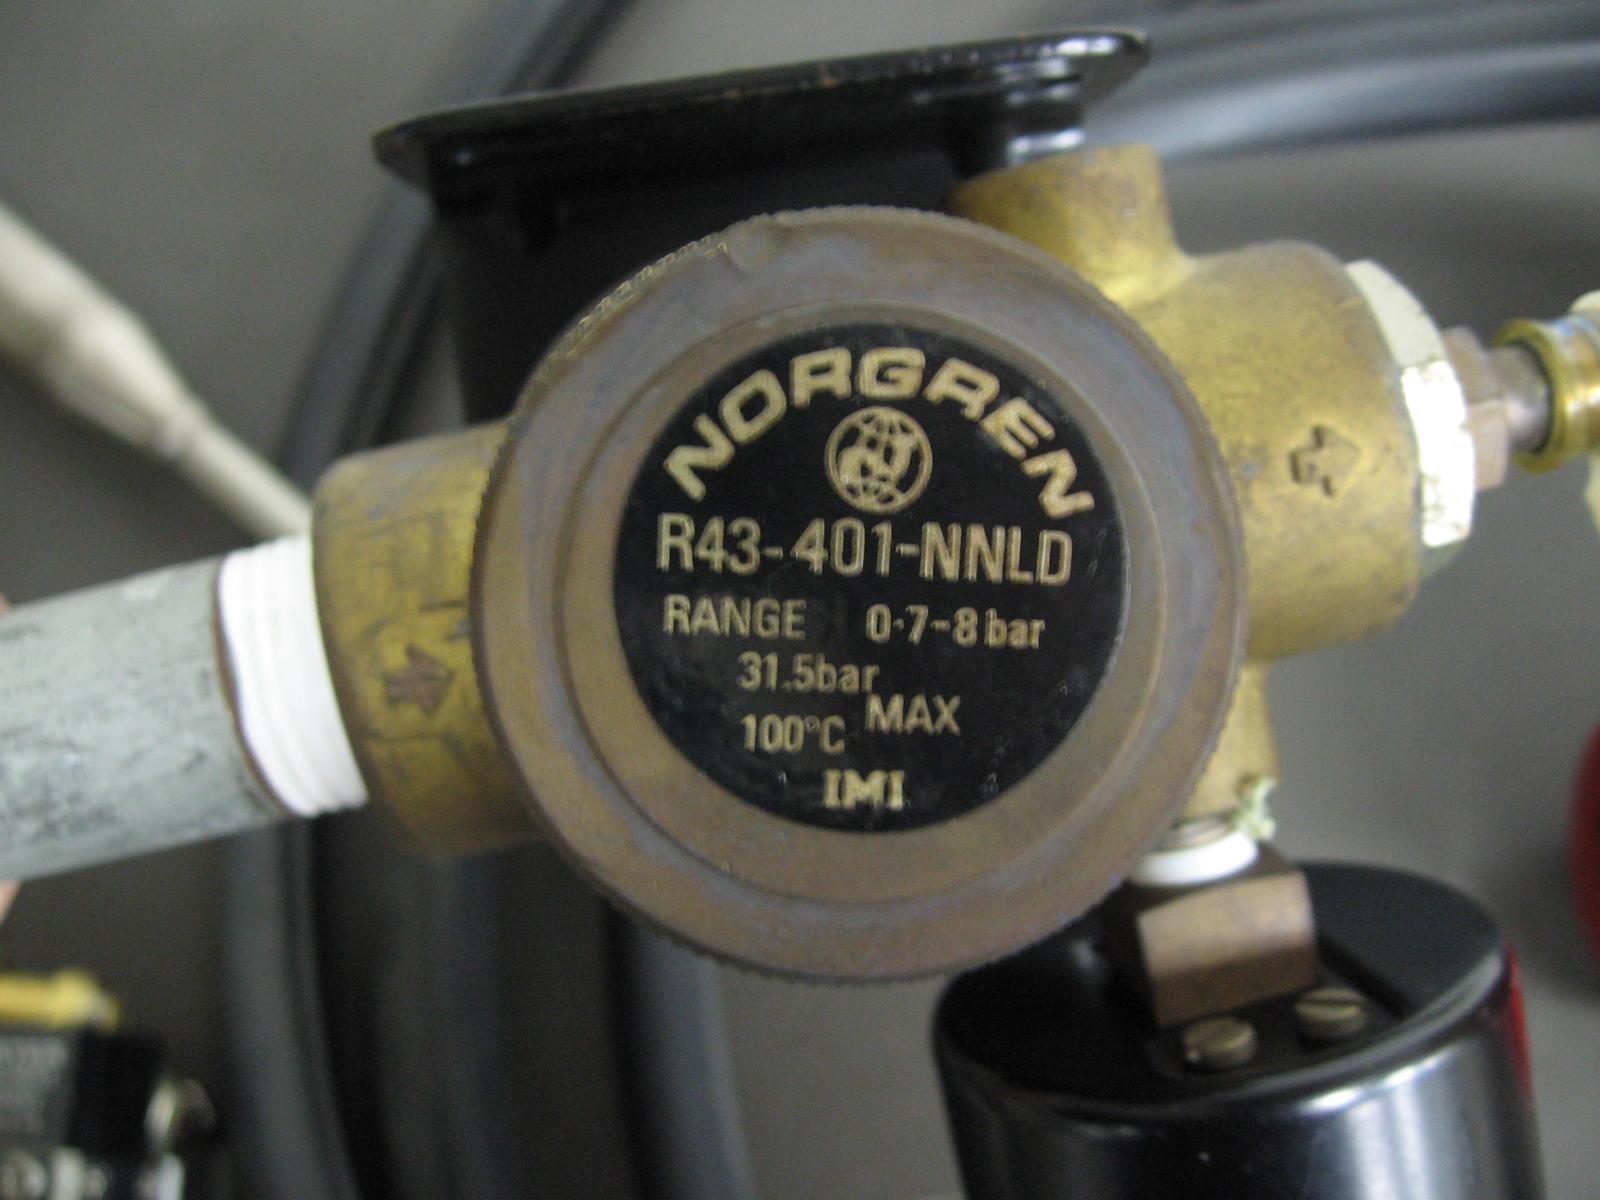 NORGREN
R43-401-NNLD
RANGE 0·7-8 bar
31.5bar
MAX
100°C
IMI